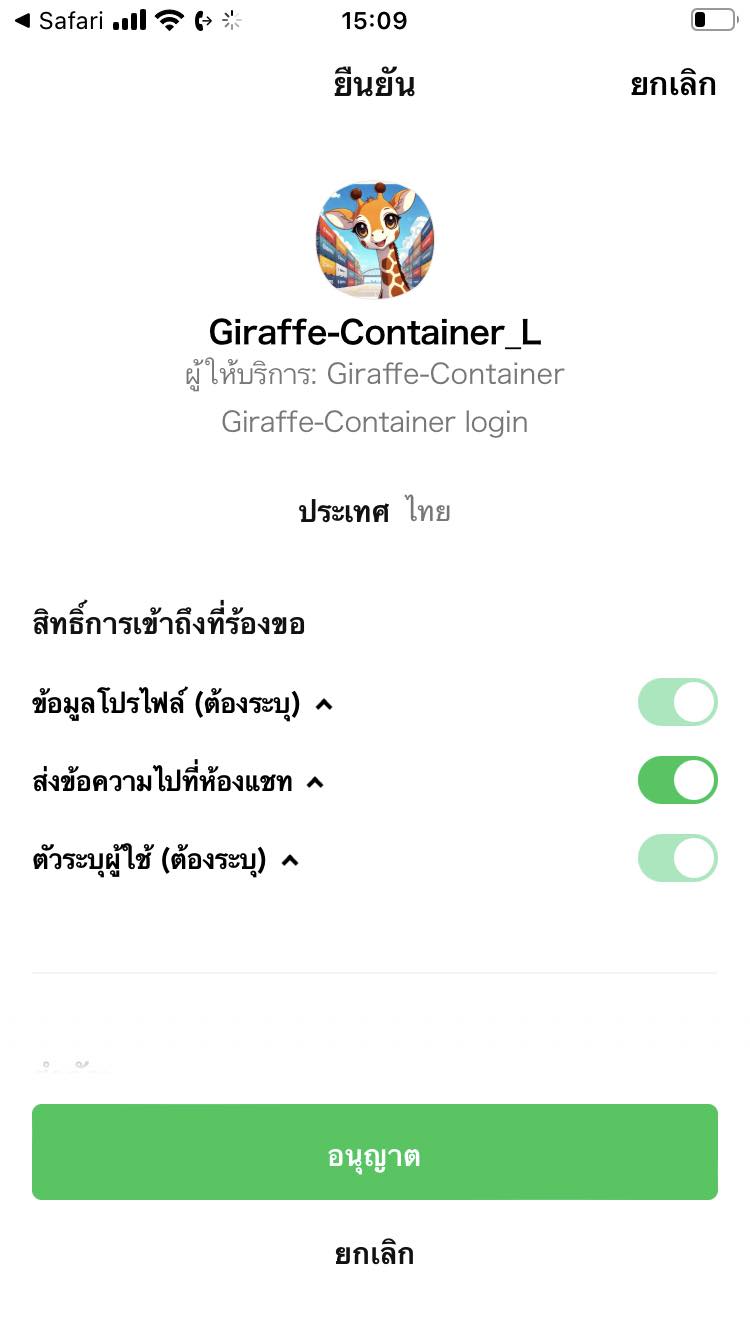 Safari 15:09
ยืนยัน ยกเลิก
Giraffe-Container_L
ผู้ให้บริการ: Giraffe-Container
Giraffe-Container login
ประเทศ ไทย
สิทธิ์การเข้าถึงที่ร้องขอ
ข้อมูลโปรไฟล์ (ต้องระบุ)
ส่งข้อความไปที่ห้องแชท
ตัวระบุผู้ใช้ (ต้องระบุ)
อนุญาต
ยกเลิก